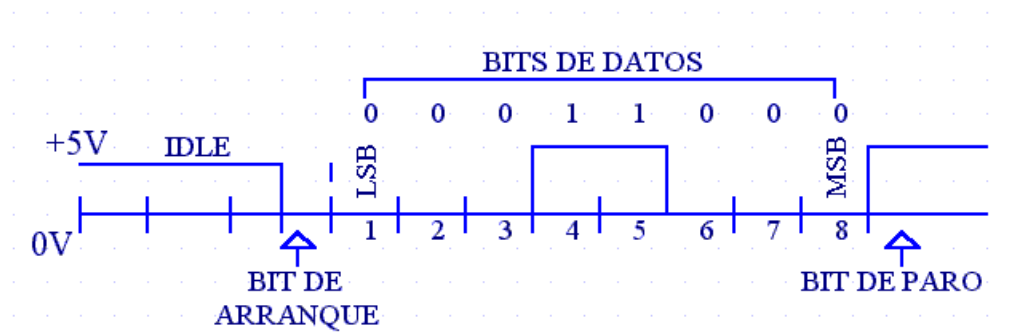 BITS DE DATOS
0 0 0 1 1 0 0 0
+5V IDLE LSB MSB
0V 1 2 3 4 5 6 7 8
BIT DE ARRANQUE
BIT DE PARO